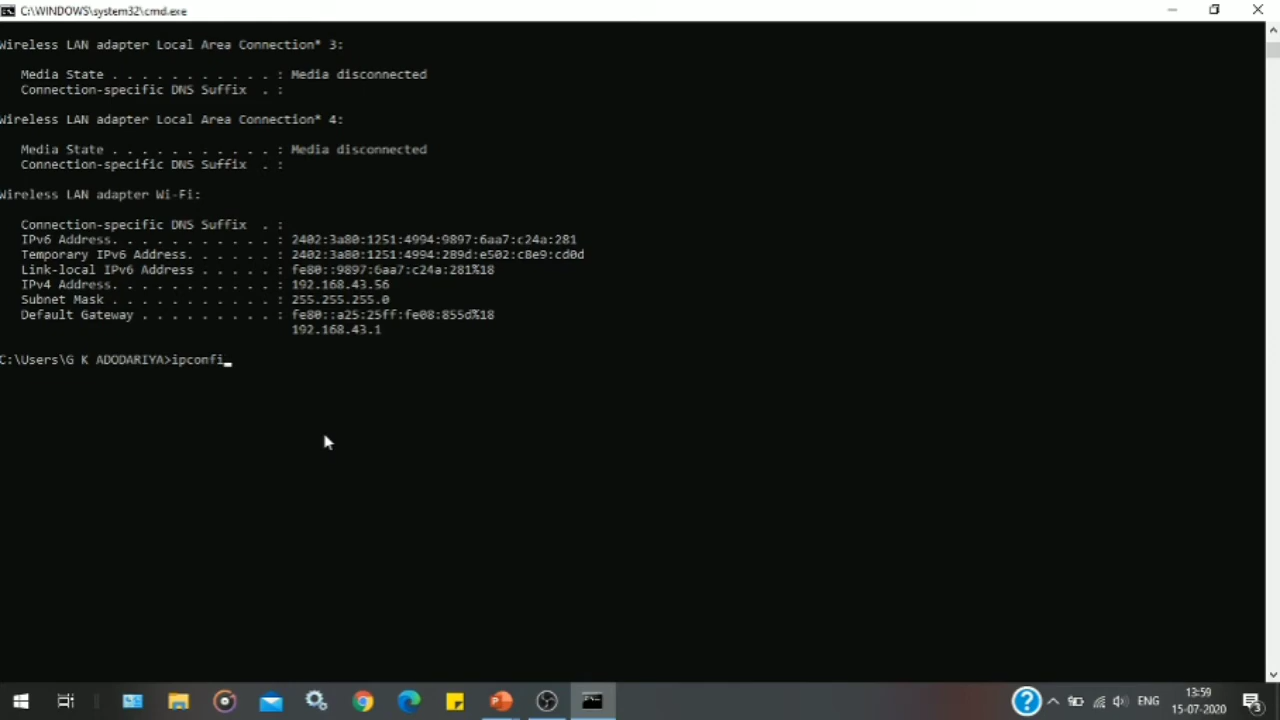 C:\WINDOWS\system32\cmd.exe
Wireless LAN adapter Local Area Connection* 3:
Media State . . . . . . . . . . . : Media disconnected
Connection-specific DNS Suffix  . :
Wireless LAN adapter Local Area Connection* 4:
Media State . . . . . . . . . . . : Media disconnected
Connection-specific DNS Suffix  . :
Wireless LAN adapter Wi-Fi:
Connection-specific DNS Suffix  . :
IPv6 Address. . . . . . . . . . . : 2402:3a80:1251:4994:9897:6aa7:c24a:281
Temporary IPv6 Address. . . . . . : 2402:3a80:1251:4994:289d:e502:c8e9:cd0d
Link-local IPv6 Address . . . . . : fe80::9897:6aa7:c24a:281%18
IPv4 Address. . . . . . . . . . . : 192.168.43.56
Subnet Mask . . . . . . . . . . . : 255.255.255.0
Default Gateway . . . . . . . . . : fe80::a25:25ff:fe08:855d%18
192.168.43.1
C:\Users\G K ADODARIYA>ipconfi_
ENG
13:59
15-07-2020
3